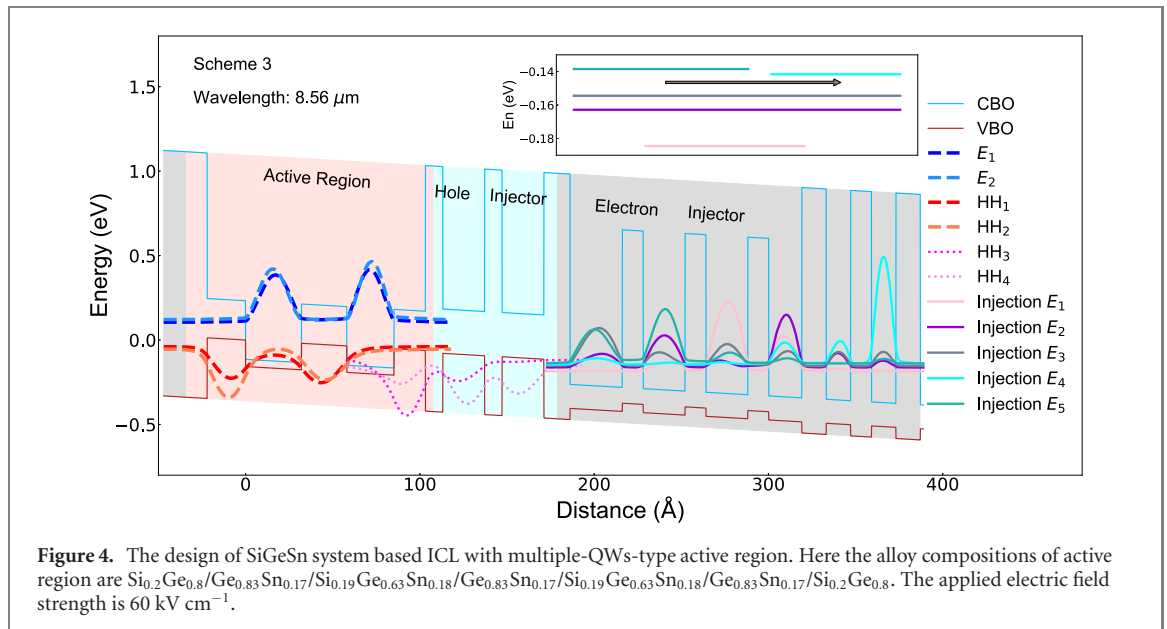 Scheme 3
Wavelength: 8.56 μm
Energy (eV)
1.5
1.0
0.5
0.0
−0.5
0
100
200
300
400
Distance (Å)
Active Region
Hole Injector
Electron Injector
En (eV)
−0.14
−0.16
−0.18
CBO
VBO
E₁
E₂
HH₁
HH₂
HH₃
HH₄
Injection E₁
Injection E₂
Injection E₃
Injection E₄
Injection E₅
Figure 4. The design of SiGeSn system based ICL with multiple-QWs-type active region. Here the alloy compositions of active
region are Si₀.₂Ge₀.₈/Ge₀.₈₃Sn₀.₁₇/Si₀.₁₉Ge₀.₆₃Sn₀.₁₈/Ge₀.₈₃Sn₀.₁₇/Si₀.₁₉Ge₀.₆₃Sn₀.₁₈/Ge₀.₈₃Sn₀.₁₇/Si₀.₂Ge₀.₈. The applied electric field
strength is 60 kV cm⁻¹.